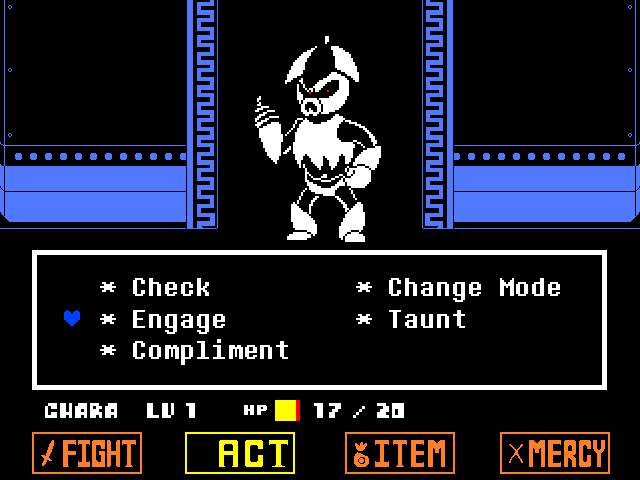 * Check * Change Mode
* Engage * Taunt
* Compliment
CHARA LV 1 HP 17 / 20
FIGHT ACT ITEM MERCY